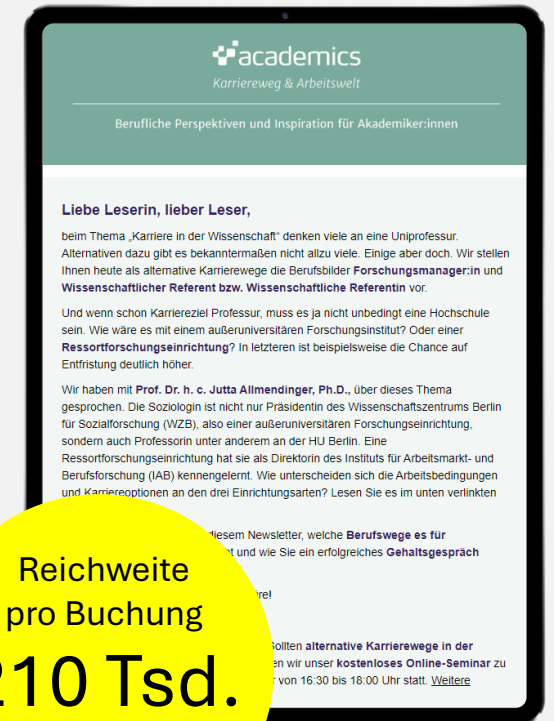 academics
Karriereweg & Arbeitswelt
Berufliche Perspektiven und Inspiration für Akademiker:innen
Liebe Leserin, lieber Leser,
beim Thema „Karriere in der Wissenschaft" denken viele an eine Uniprofessur.
Alternativen dazu gibt es bekanntermaßen nicht allzu viele. Einige aber doch. Wir stellen
Ihnen heute als alternative Karrierewege die Berufsbilder Forschungsmanager:in und
Wissenschaftlicher Referent bzw. Wissenschaftliche Referentin vor.
Und wenn schon Karriereziel Professur, muss es ja nicht unbedingt eine Hochschule
sein. Wie wäre es mit einem außeruniversitären Forschungsinstitut? Oder einer
Ressortforschungseinrichtung? In letzteren ist beispielsweise die Chance auf
Entfristung deutlich höher.
Wir haben mit Prof. Dr. h. c. Jutta Allmendinger, Ph.D., über dieses Thema
gesprochen. Die Soziologin ist nicht nur Präsidentin des Wissenschaftszentrums Berlin
für Sozialforschung (WZB), also einer außeruniversitären Forschungseinrichtung,
sondern auch Professorin unter anderem an der HU Berlin. Eine
Ressortforschungseinrichtung hat sie als Direktorin des Instituts für Arbeitsmarkt- und
Berufsforschung (IAB) kennengelernt. Wie unterscheiden sich die Arbeitsbedingungen
und Karriereoptionen an den drei Einrichtungsarten? Lesen Sie es im unten verlinkten
diesem Newsletter, welche Berufswege es für
und wie Sie ein erfolgreiches Gehaltsgespräch
Sollten alternative Karrierewege in der
wir unser kostenloses Online-Seminar zu
von 16:30 bis 18:00 Uhr statt. Weitere
Reichweite
pro Buchung
210 Tsd.